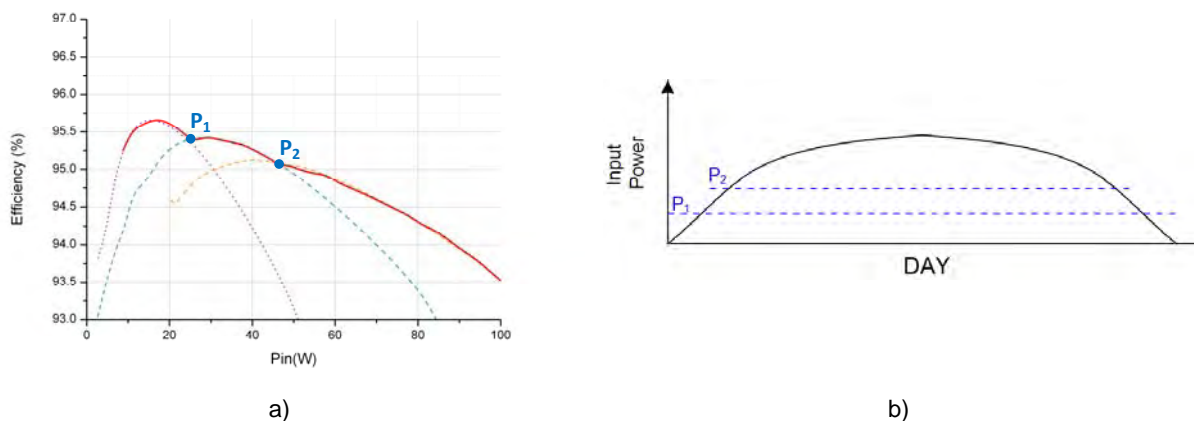 97.0
96.5
96.0
95.5
95.0
94.5
94.0
93.5
93.0
Efficiency (%)
P1
P2
0
20
40
60
80
100
Pin(W)
a)
Input
Power
P2
P1
DAY
b)